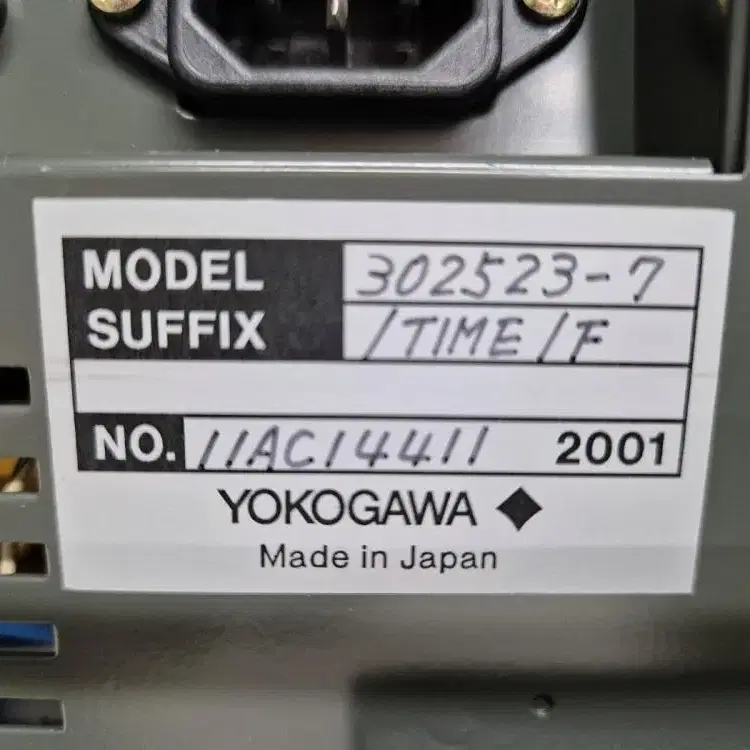 MODEL 302523-7
SUFFIX /TIME/F
NO. 11AC14411 2001
YOKOGAWA
Made in Japan